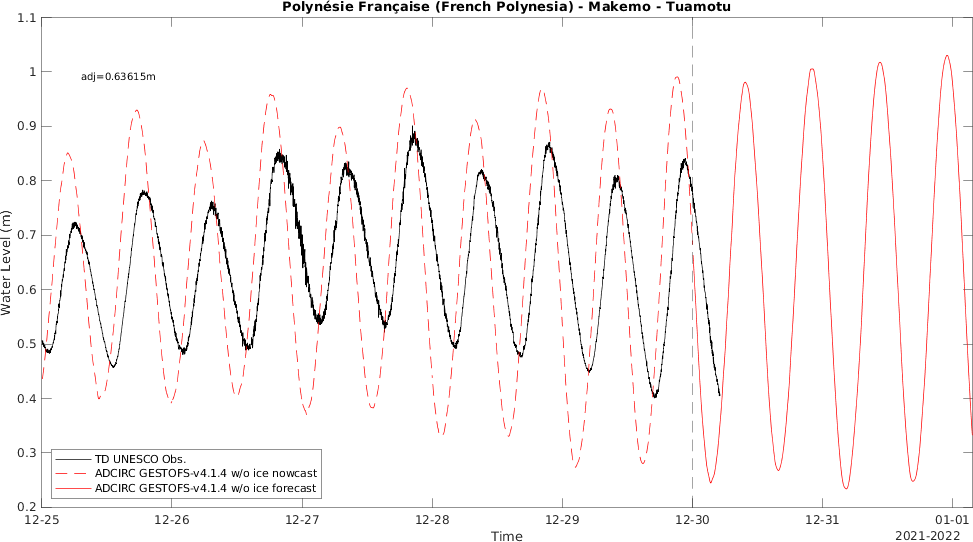 Polynésie Française (French Polynesia) - Makemo - Tuamotu
1.1
1
0.9
0.8
0.7
0.6
0.5
0.4
0.3
0.2
Water Level (m)
adj=0.63615m
TD UNESCO Obs.
ADCIRC GESTOFS-v4.1.4 w/o ice nowcast
ADCIRC GESTOFS-v4.1.4 w/o ice forecast
12-25 12-26 12-27 12-28 12-29 12-30 12-31 01-01
Time
2021-2022